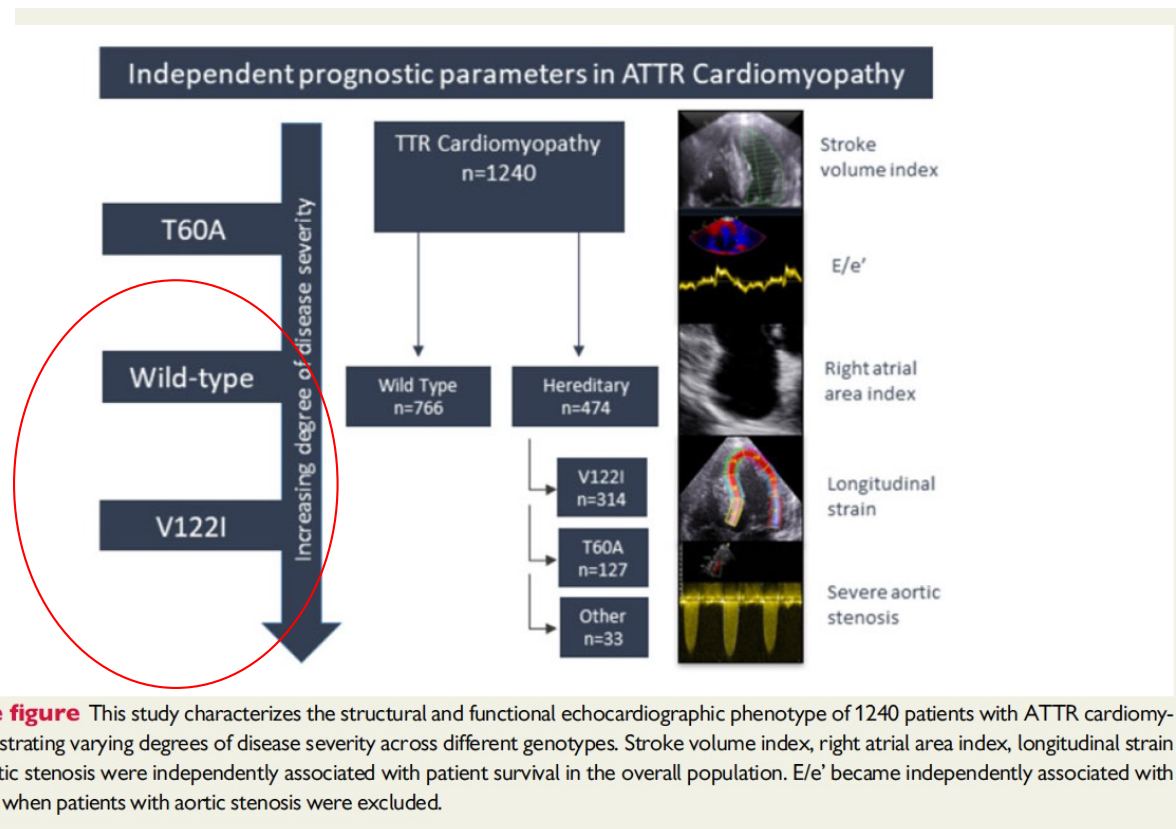 Independent prognostic parameters in ATTR Cardiomyopathy
T60A
Wild-type
V122I
Increasing degree of disease severity
TTR Cardiomyopathy
n=1240
Wild Type
n=766
Hereditary
n=474
V122I
n=314
T60A
n=127
Other
n=33
Stroke
volume index
E/e’
Right atrial
area index
Longitudinal
strain
Severe aortic
stenosis
figure This study characterizes the structural and functional echocardiographic phenotype of 1240 patients with ATTR cardiomy-
strating varying degrees of disease severity across different genotypes. Stroke volume index, right atrial area index, longitudinal strain
tic stenosis were independently associated with patient survival in the overall population. E/e’ became independently associated with
when patients with aortic stenosis were excluded.